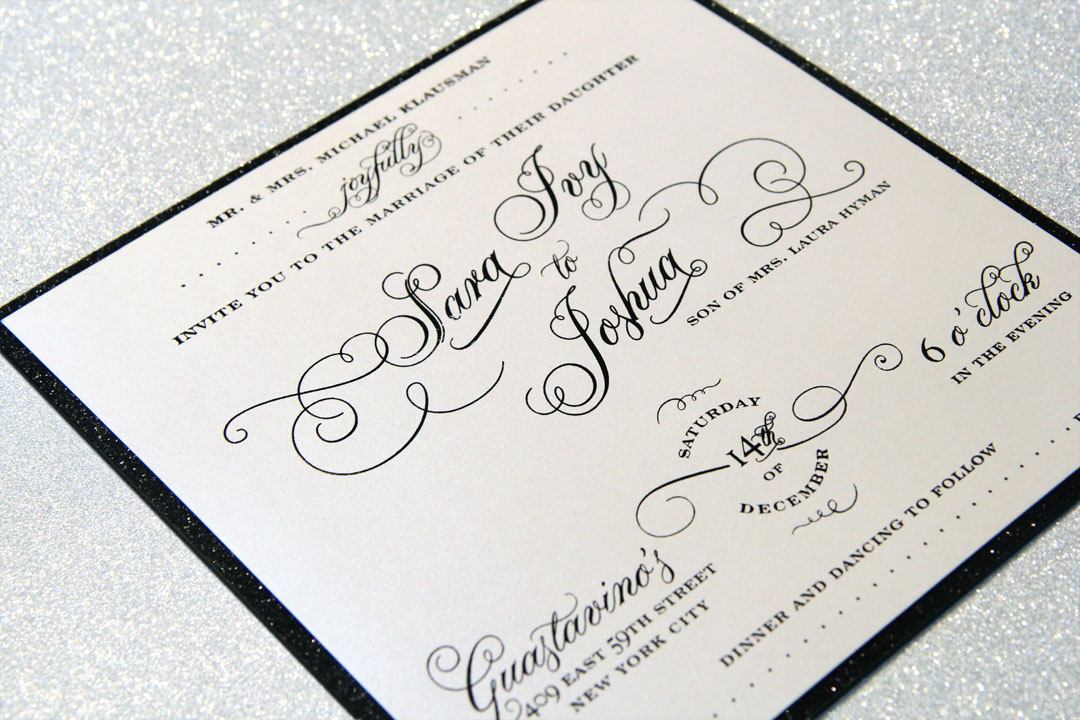 MR. & MRS. MICHAEL KLAUSMAN
joyfully
INVITE YOU TO THE MARRIAGE OF THEIR DAUGHTER
Sara Ivy
to
Joshua
SON OF MRS. LAURA HYMAN
SATURDAY
14th
OF
DECEMBER
6 o'clock
IN THE EVENING
Guastavino's
409 EAST 59TH STREET
NEW YORK CITY
DINNER AND DANCING TO FOLLOW